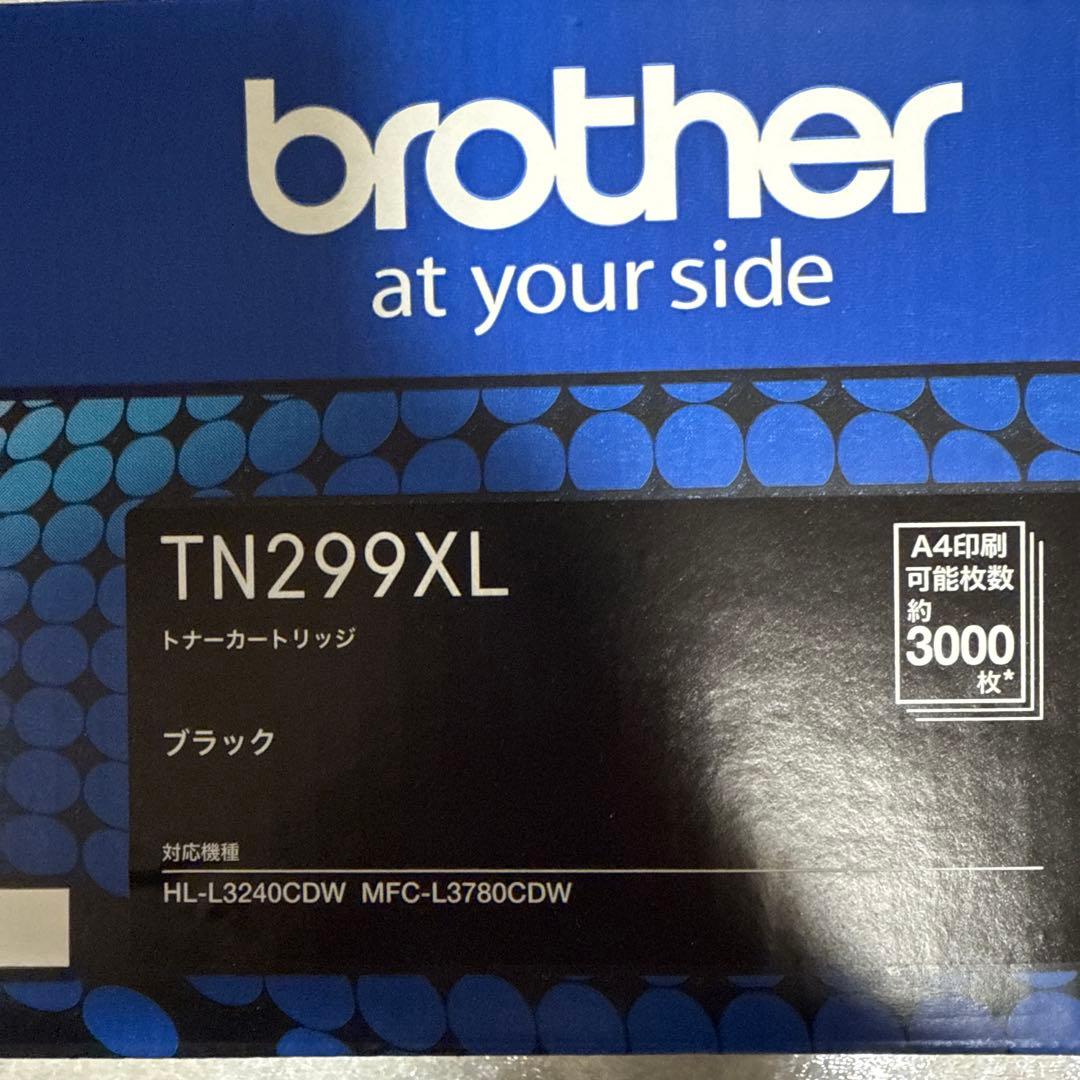 brother
at your side
TN299XL
トナーカートリッジ
ブラック
A4印刷
可能枚数
約
3000
枚*
対応機種
HL-L3240CDW MFC-L3780CDW